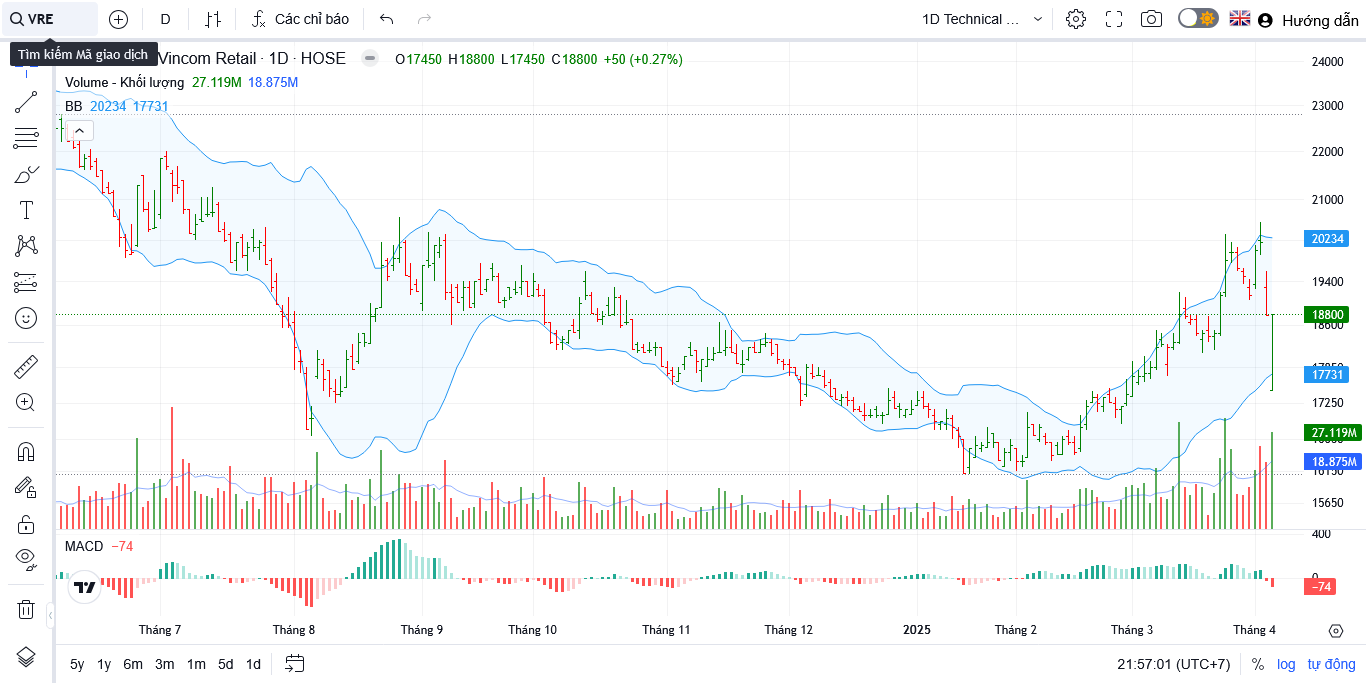 VRE
D
Các chỉ báo
1D Technical ...
Hướng dẫn
Tìm kiếm Mã giao dịch
Vincom Retail · 1D · HOSE
O17450 H18800 L17450 C18800 +50 (+0.27%)
Volume - Khối lượng 27.119M 18.875M
BB 20234 17731
24000
23000
22000
21000
20234
19400
18800
18600
17731
17250
27.119M
18.875M
15650
MACD −74
400
0
−74
Tháng 7 Tháng 8 Tháng 9 Tháng 10 Tháng 11 Tháng 12 2025 Tháng 2 Tháng 3 Tháng 4
5y 1y 6m 3m 1m 5d 1d
21:57:01 (UTC+7) % log tự động